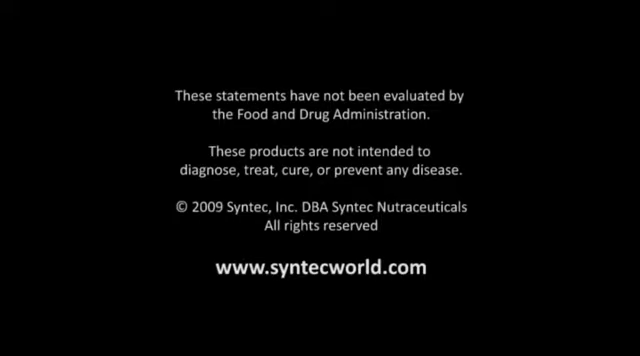 These statements have not been evaluated by
the Food and Drug Administration.
These products are not intended to
diagnose, treat, cure, or prevent any disease.
© 2009 Syntec, Inc. DBA Syntec Nutraceuticals
All rights reserved
www.syntecworld.com